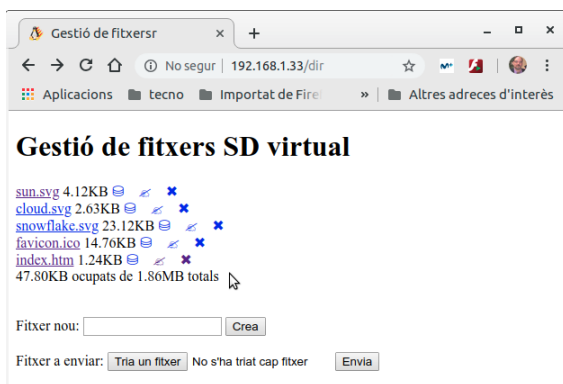 Gestió de fitxersr
No segur | 192.168.1.33/dir
Aplicacions tecno Importat de Firef » Altres adreces d'interès
Gestió de fitxers SD virtual
sun.svg 4.12KB
cloud.svg 2.63KB
snowflake.svg 23.12KB
favicon.ico 14.76KB
index.htm 1.24KB
47.80KB ocupats de 1.86MB totals
Fitxer nou: Crea
Fitxer a enviar: Tria un fitxer No s'ha triat cap fitxer Envia